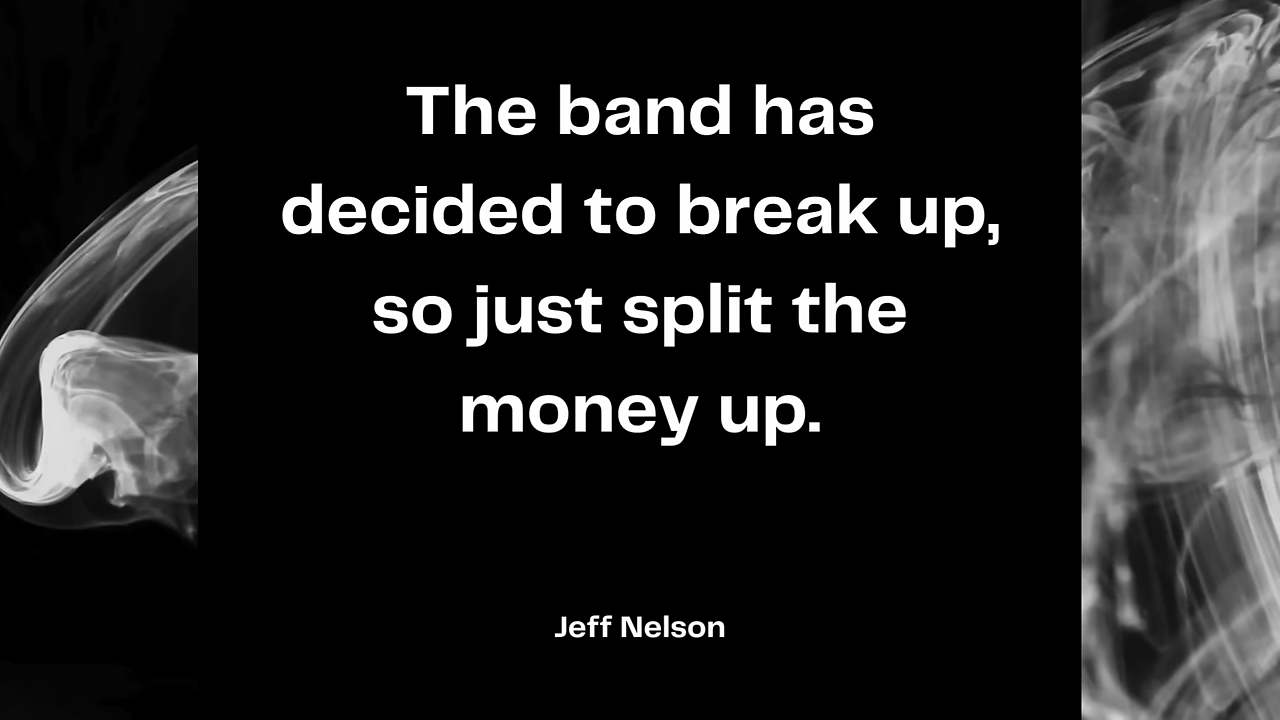 The band has
decided to break up,
so just split the
money up.
Jeff Nelson